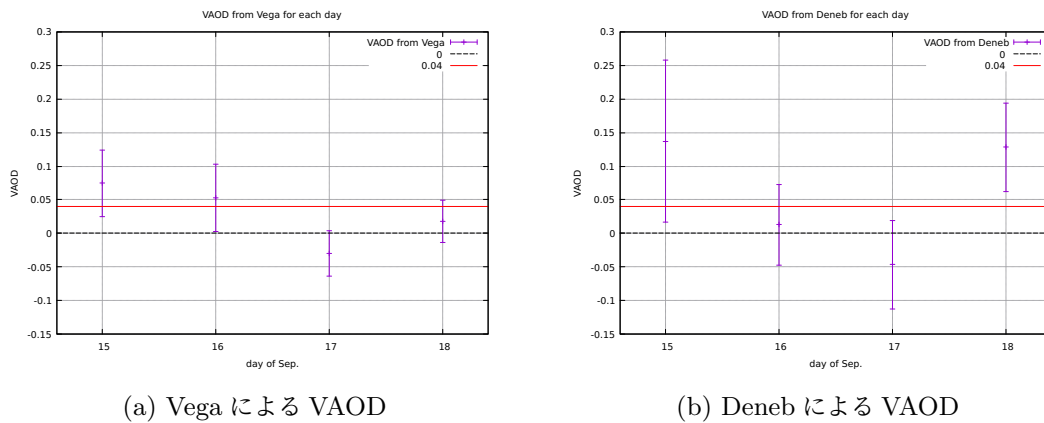 VAOD from Vega for each day
0.3
0.25
0.2
0.15
0.1
0.05
0
-0.05
-0.1
-0.15
VAOD
VAOD from Vega
0
0.04
15 16 17 18
day of Sep.
(a) Vega による VAOD
VAOD from Deneb for each day
0.3
0.25
0.2
0.15
0.1
0.05
0
-0.05
-0.1
-0.15
VAOD
VAOD from Deneb
0
0.04
15 16 17 18
day of Sep.
(b) Deneb による VAOD